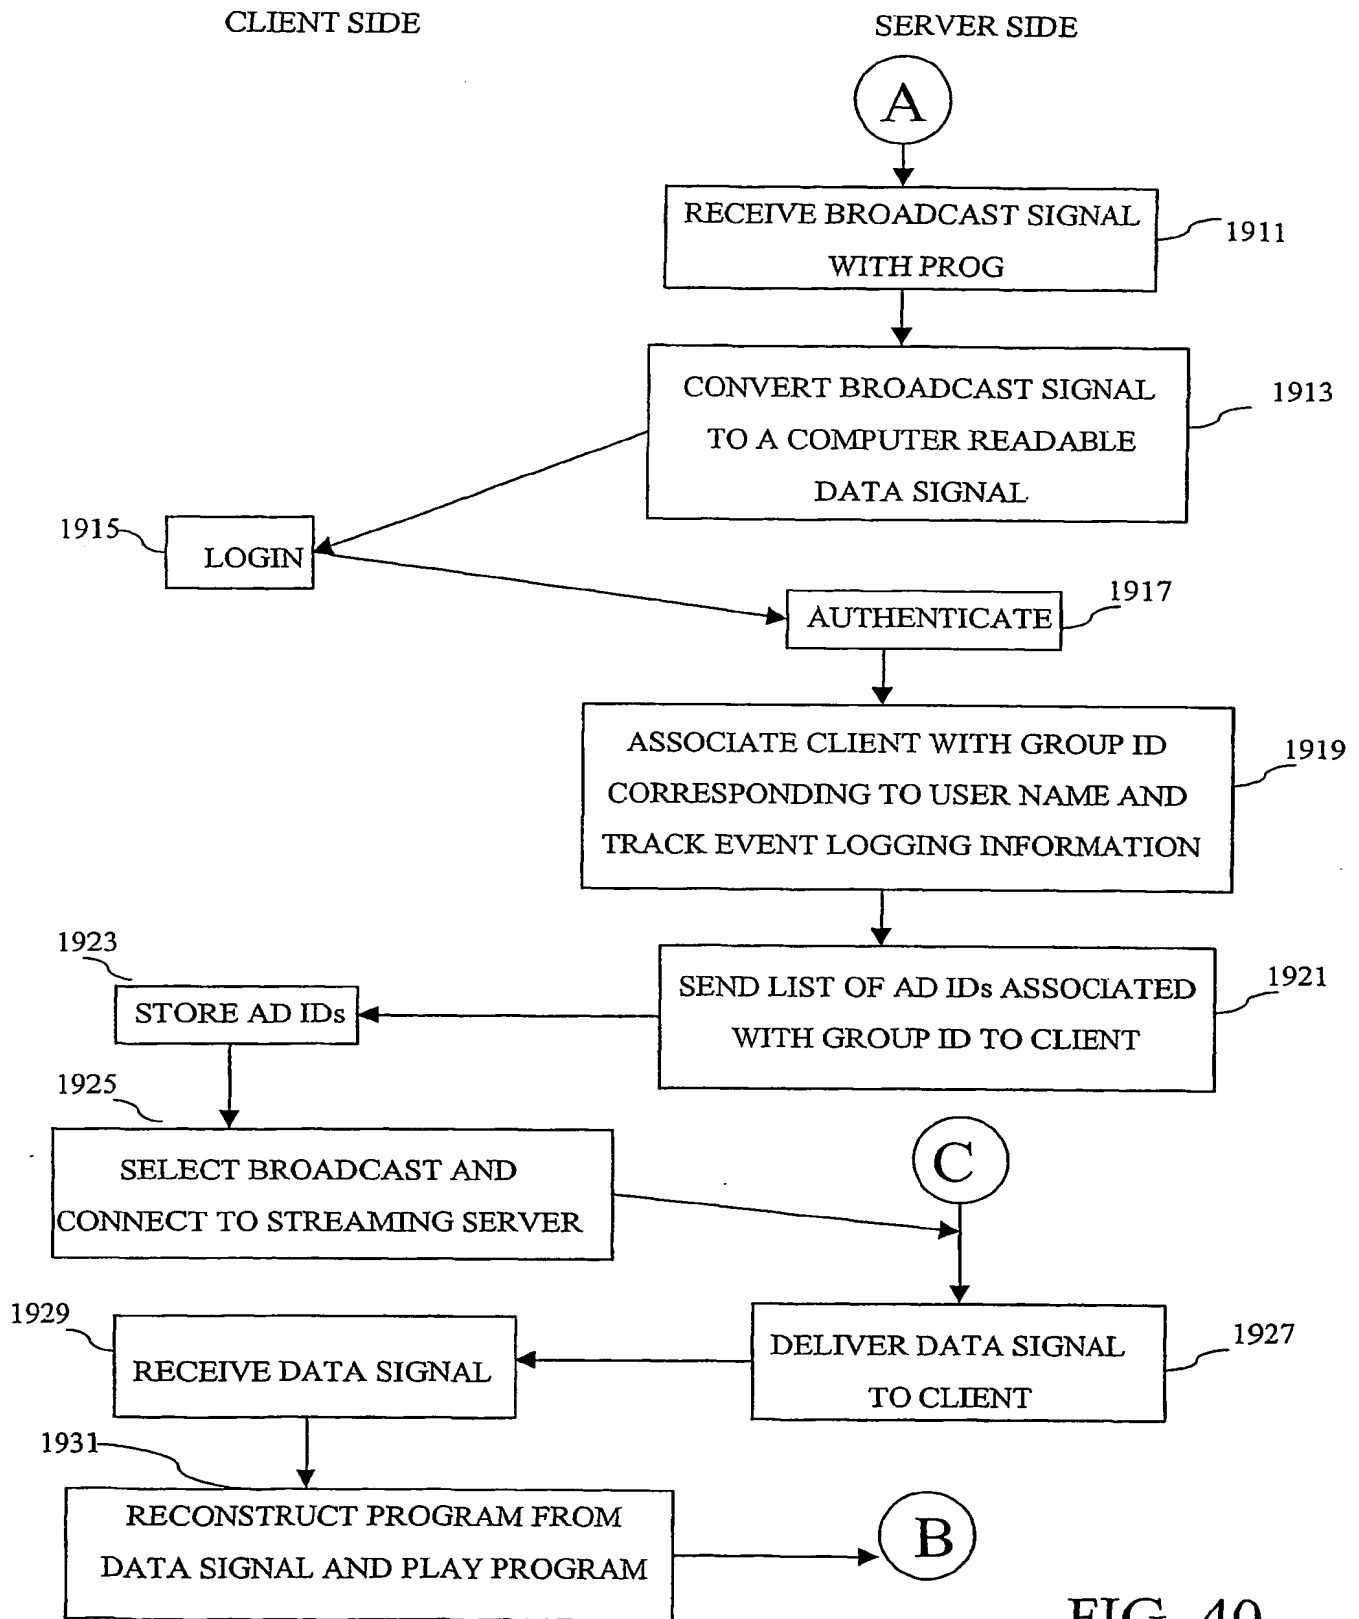 CLIENT SIDE
SERVER SIDE
A
RECEIVE BROADCAST SIGNAL
WITH PROG
1911
CONVERT BROADCAST SIGNAL
TO A COMPUTER READABLE
DATA SIGNAL
1913
1915
LOGIN
AUTHENTICATE
1917
ASSOCIATE CLIENT WITH GROUP ID
CORRESPONDING TO USER NAME AND
TRACK EVENT LOGGING INFORMATION
1919
SEND LIST OF AD IDs ASSOCIATED
WITH GROUP ID TO CLIENT
1921
1923
STORE AD IDs
1925
SELECT BROADCAST AND
CONNECT TO STREAMING SERVER
C
DELIVER DATA SIGNAL
TO CLIENT
1927
1929
RECEIVE DATA SIGNAL
1931
RECONSTRUCT PROGRAM FROM
DATA SIGNAL AND PLAY PROGRAM
B
FIG. 40